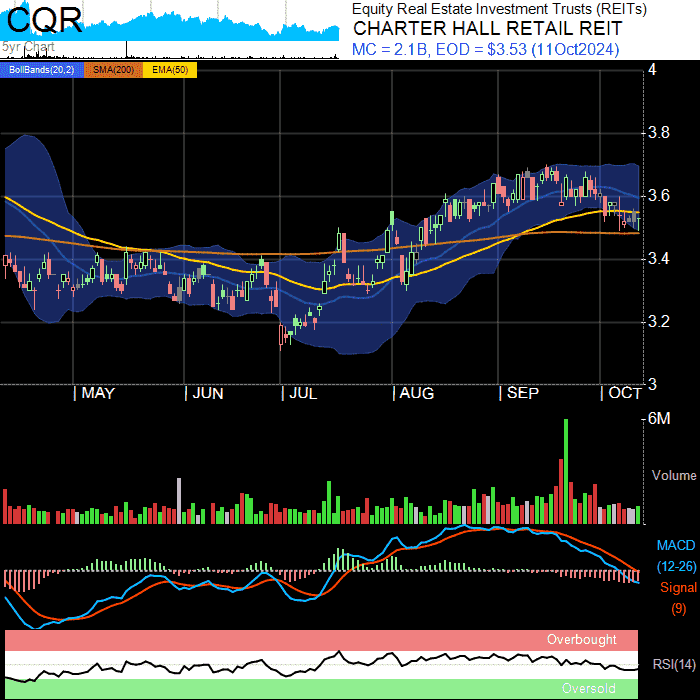 CQR
5yr Chart
Equity Real Estate Investment Trusts (REITs)
CHARTER HALL RETAIL REIT
MC = 2.1B, EOD = $3.53 (11Oct2024)
BollBands(20,2) SMA(200) EMA(50)
4
3.8
3.6
3.4
3.2
3
MAY JUN JUL AUG SEP OCT
6M
Volume
MACD
(12-26)
Signal
(9)
Overbought
RSI(14)
Oversold